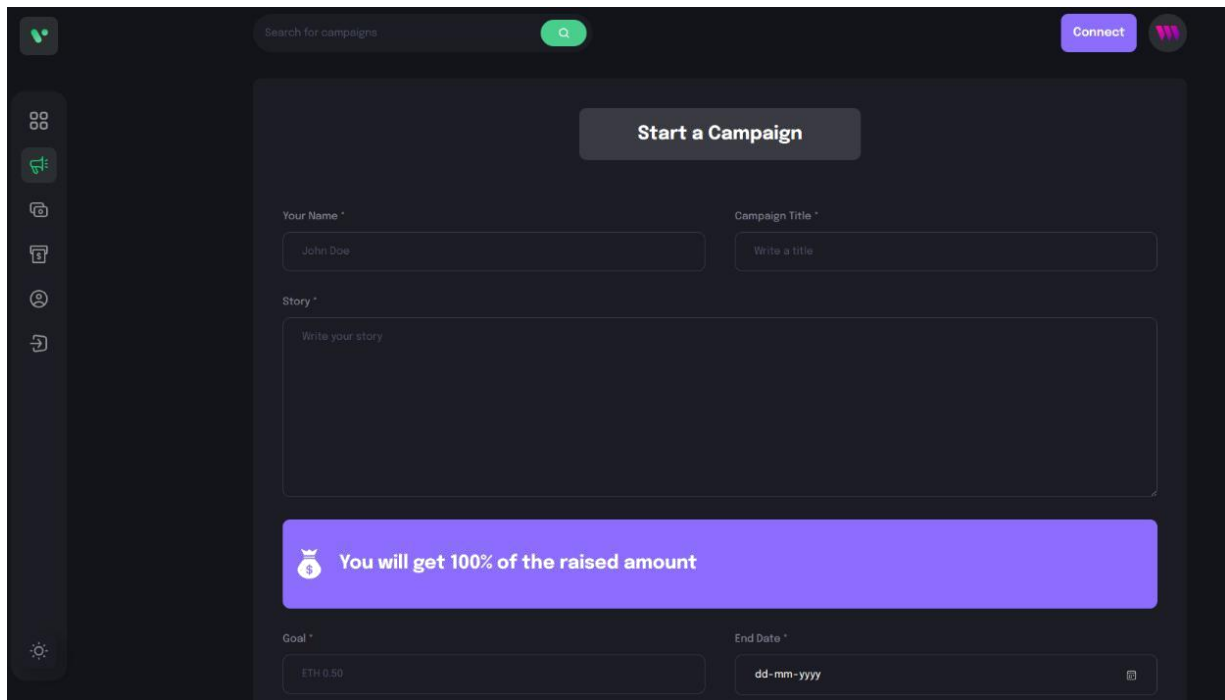 Search for campaigns
Connect
Start a Campaign
Your Name *
Campaign Title *
John Doe
Write a title
Story *
Write your story
$
You will get 100% of the raised amount
Goal *
End Date *
ETH 0.50
dd-mm-yyyy